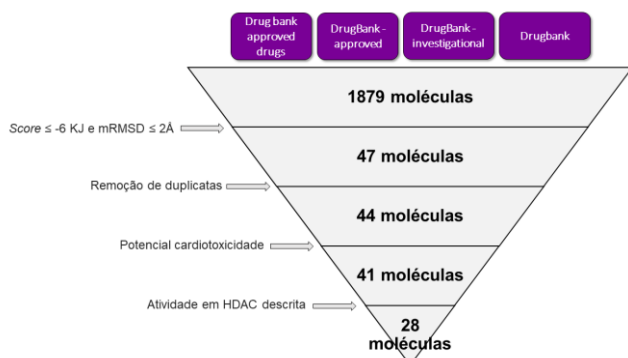 Drug bank
approved
drugs
DrugBank -
approved
DrugBank -
investigational
Drugbank
1879 moléculas
Score ≤ -6 KJ e mRMSD ≤ 2Å
47 moléculas
Remoção de duplicatas
44 moléculas
Potencial cardiotoxicidade
41 moléculas
Atividade em HDAC descrita
28
moléculas